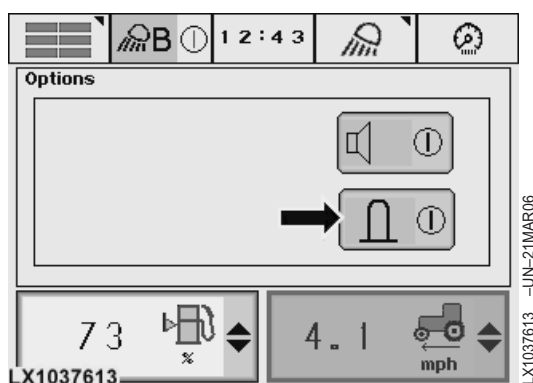 B 12:43
Options
73 %
4.1 mph
LX1037613
LX1037613 –UN–21MAR06